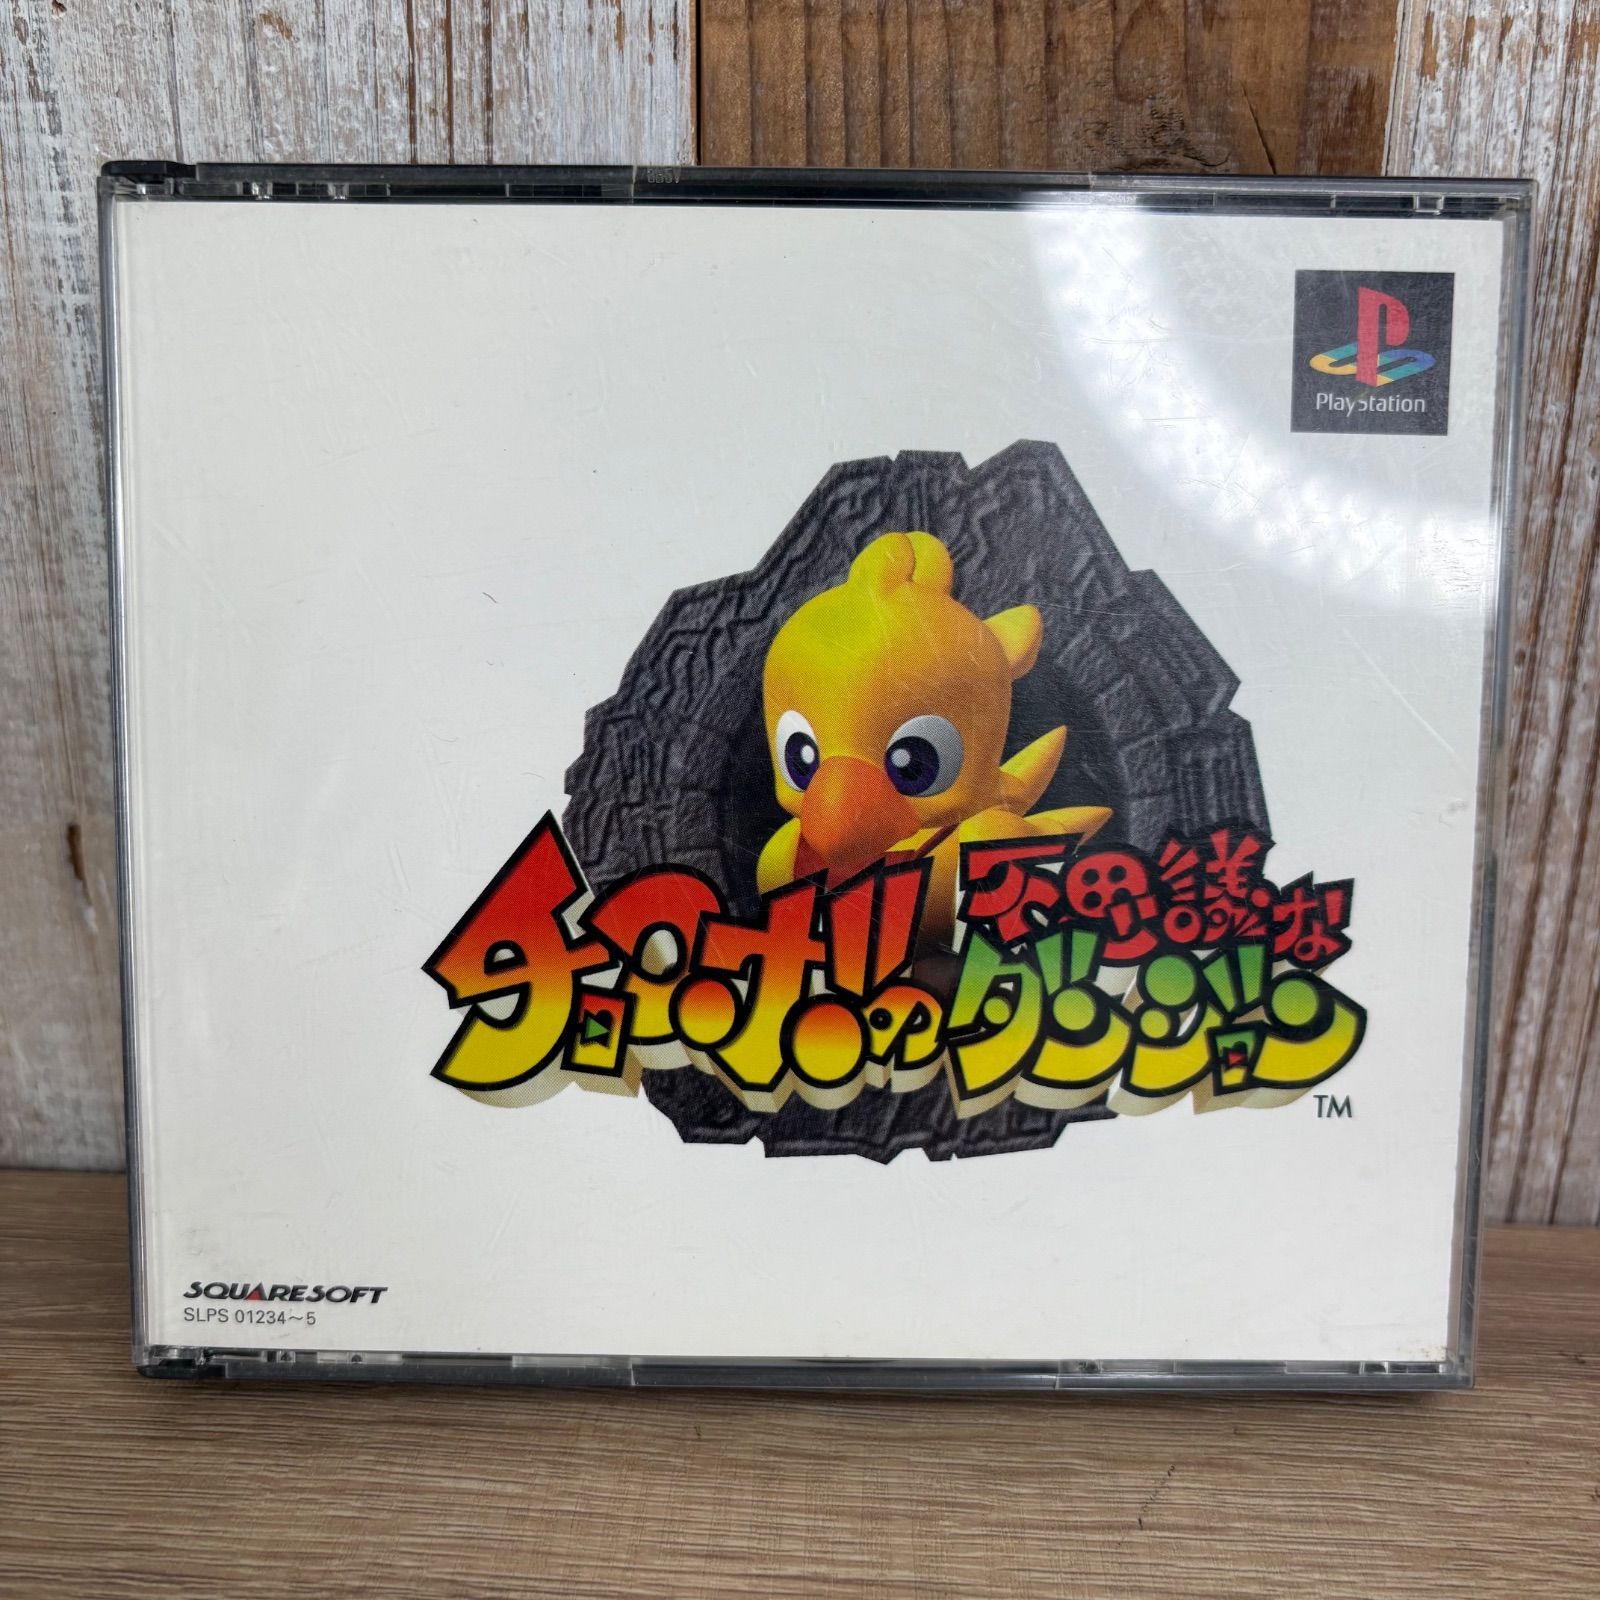 PlayStation
チョコボの
不思議な
ダンジョン
TM
SQUARESOFT
SLPS 01234～5